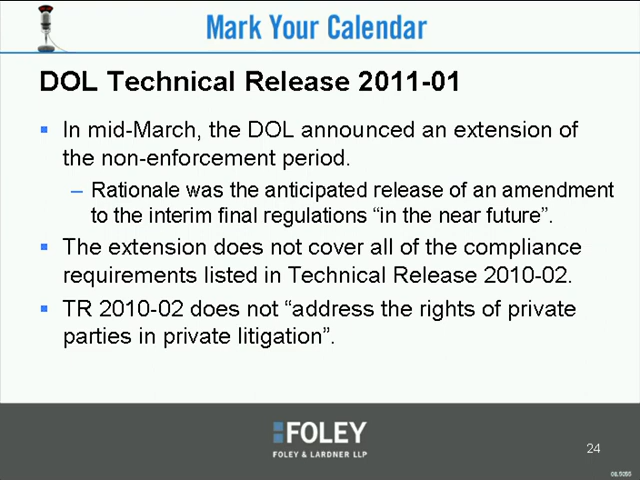 Mark Your Calendar
DOL Technical Release 2011-01
In mid-March, the DOL announced an extension of
the non-enforcement period.
– Rationale was the anticipated release of an amendment
to the interim final regulations “in the near future”.
The extension does not cover all of the compliance
requirements listed in Technical Release 2010-02.
TR 2010-02 does not “address the rights of private
parties in private litigation”.
FOLEY
FOLEY & LARDNER LLP
24